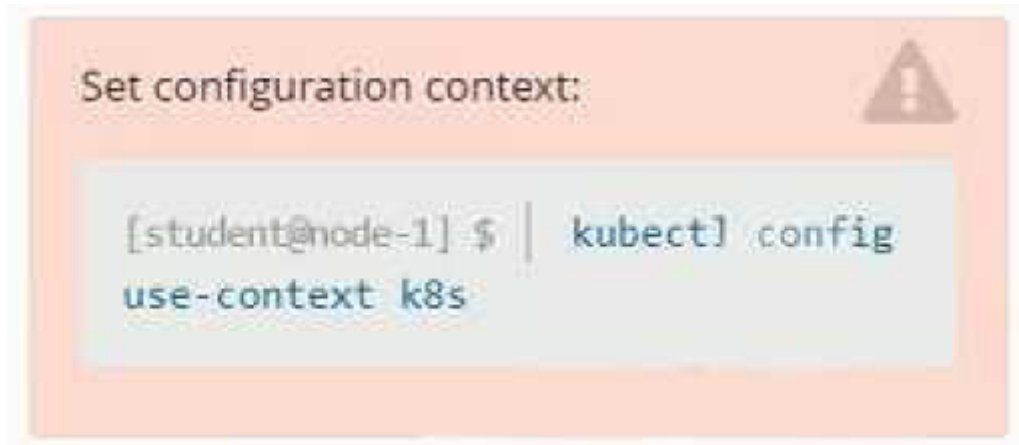 Set configuration context:
[student@node-1] $ | kubectl config
use-context k8s